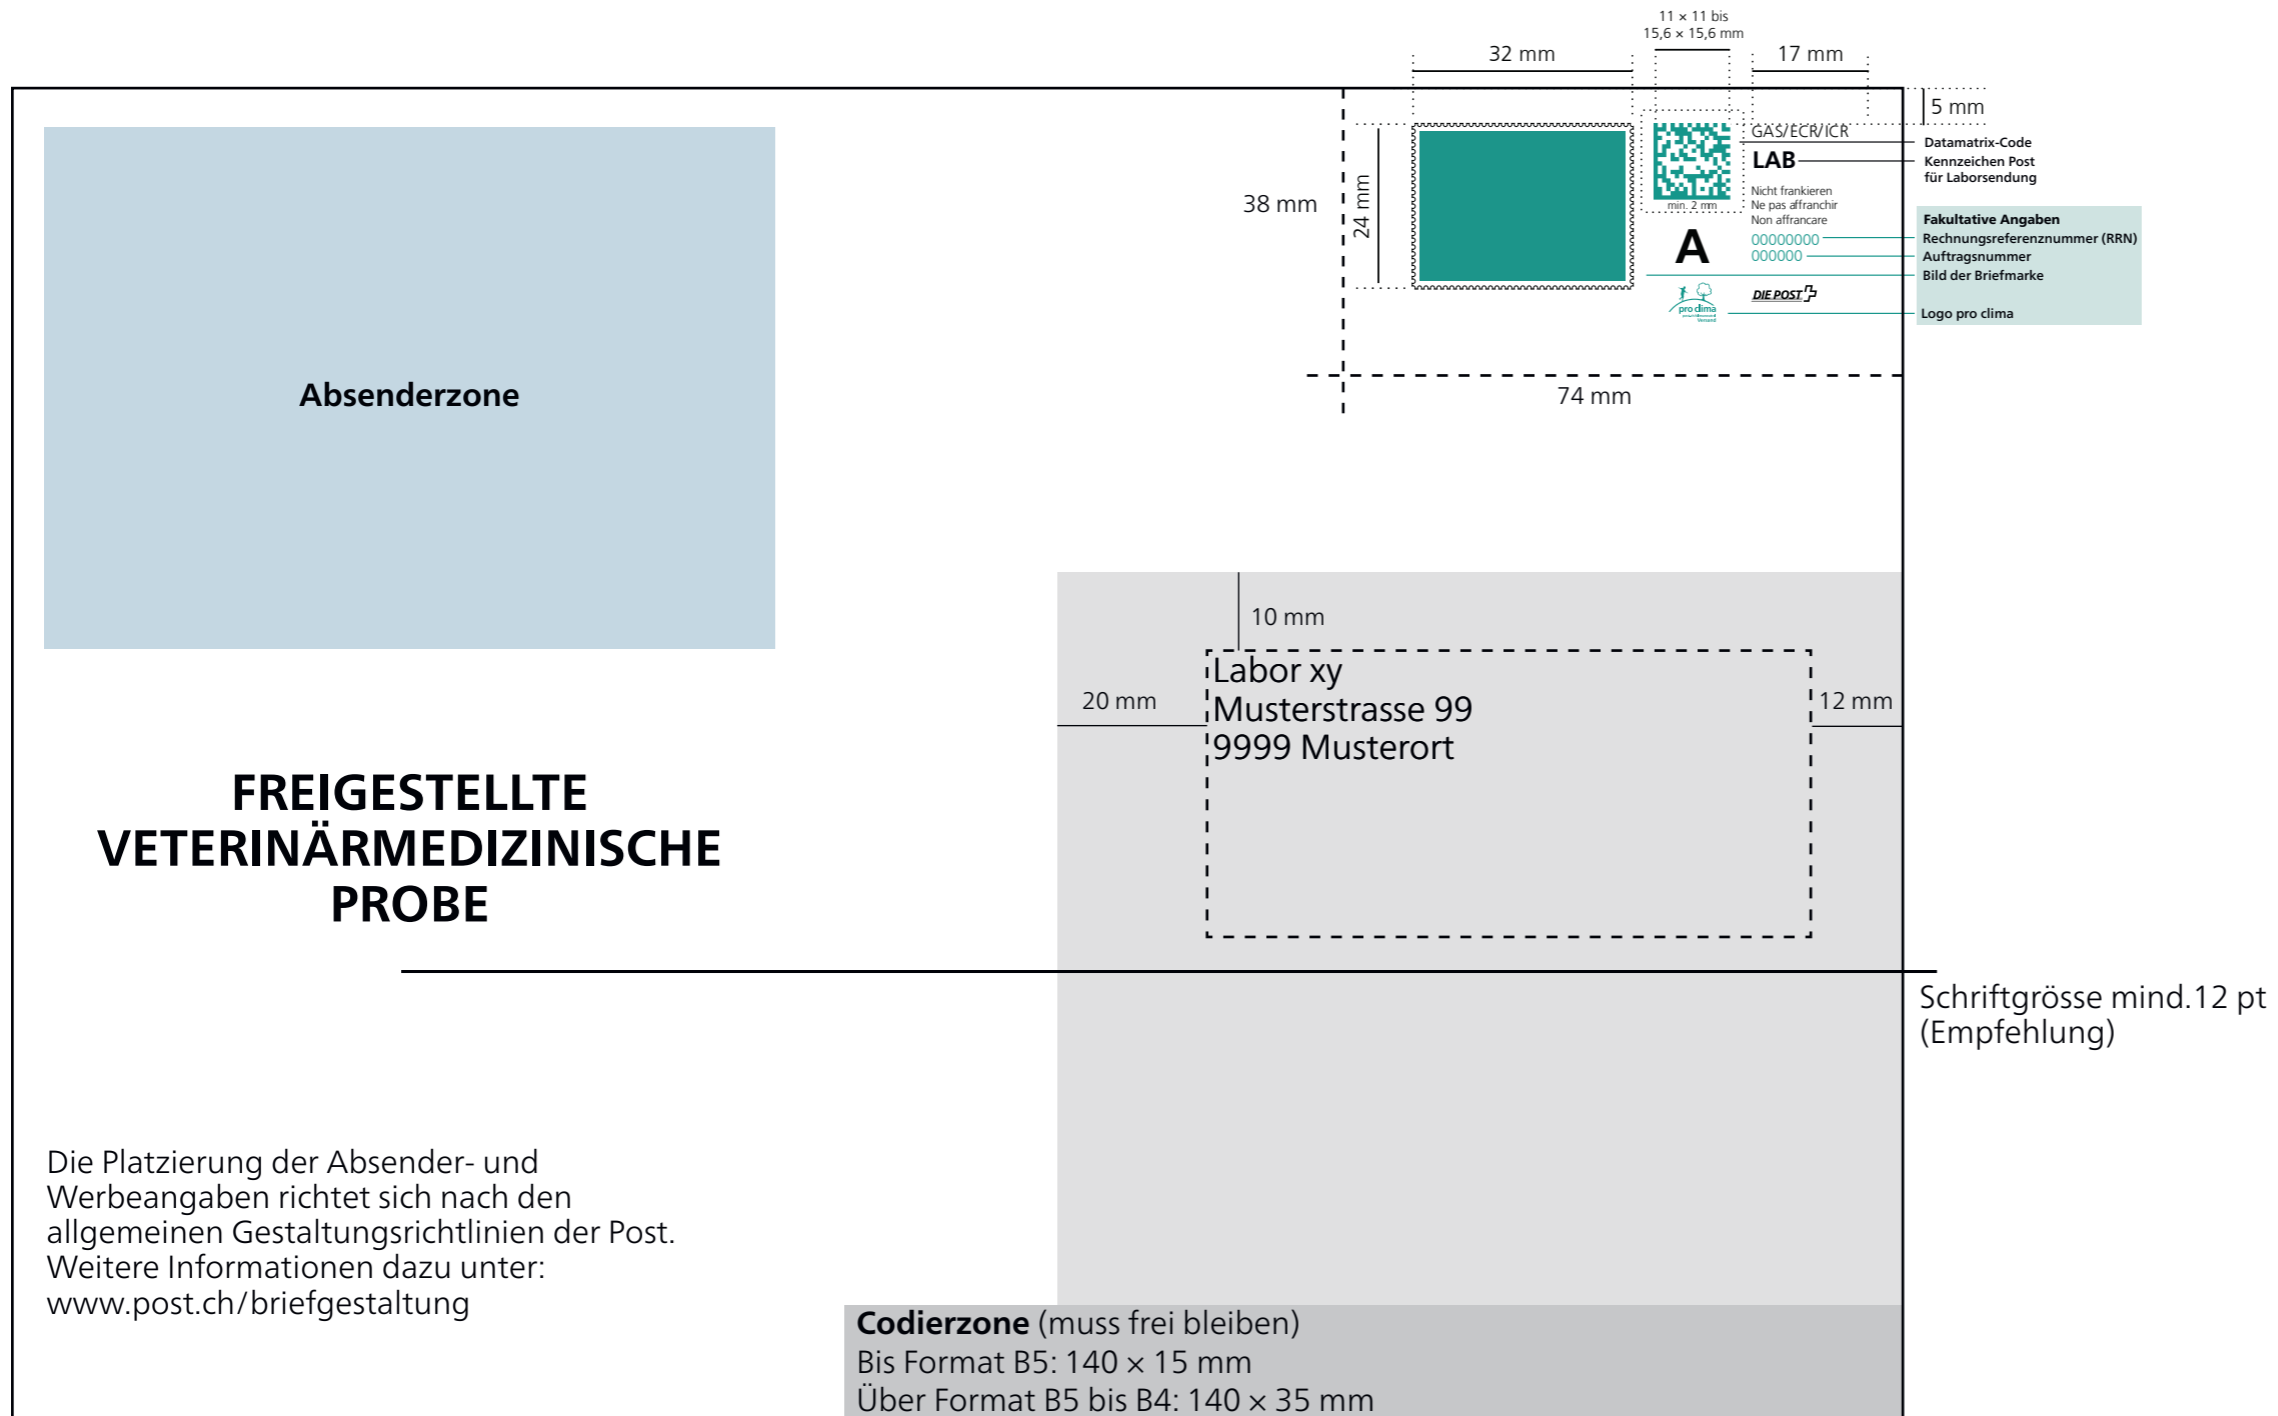 11 × 11 bis
15,6 × 15,6 mm
32 mm
17 mm
5 mm
GAS/ECR/ICR
Datamatrix-Code
LAB
Kennzeichen Post
für Laborsendung
38 mm
24 mm
min. 2 mm
Nicht frankieren
Ne pas affranchir
Non affrancare
A
00000000
000000
Fakultative Angaben
Rechnungsreferenznummer (RRN)
Auftragsnummer
Bild der Briefmarke
Logo pro clima
pro clima
Versand
DIE POST
74 mm
Absenderzone
10 mm
20 mm
12 mm
Labor xy
Musterstrasse 99
9999 Musterort
FREIGESTELLTE
VETERINÄRMEDIZINISCHE
PROBE
Schriftgrösse mind.12 pt
(Empfehlung)
Die Platzierung der Absender- und
Werbeangaben richtet sich nach den
allgemeinen Gestaltungsrichtlinien der Post.
Weitere Informationen dazu unter:
www.post.ch/briefgestaltung
Codierzone (muss frei bleiben)
Bis Format B5: 140 × 15 mm
Über Format B5 bis B4: 140 × 35 mm